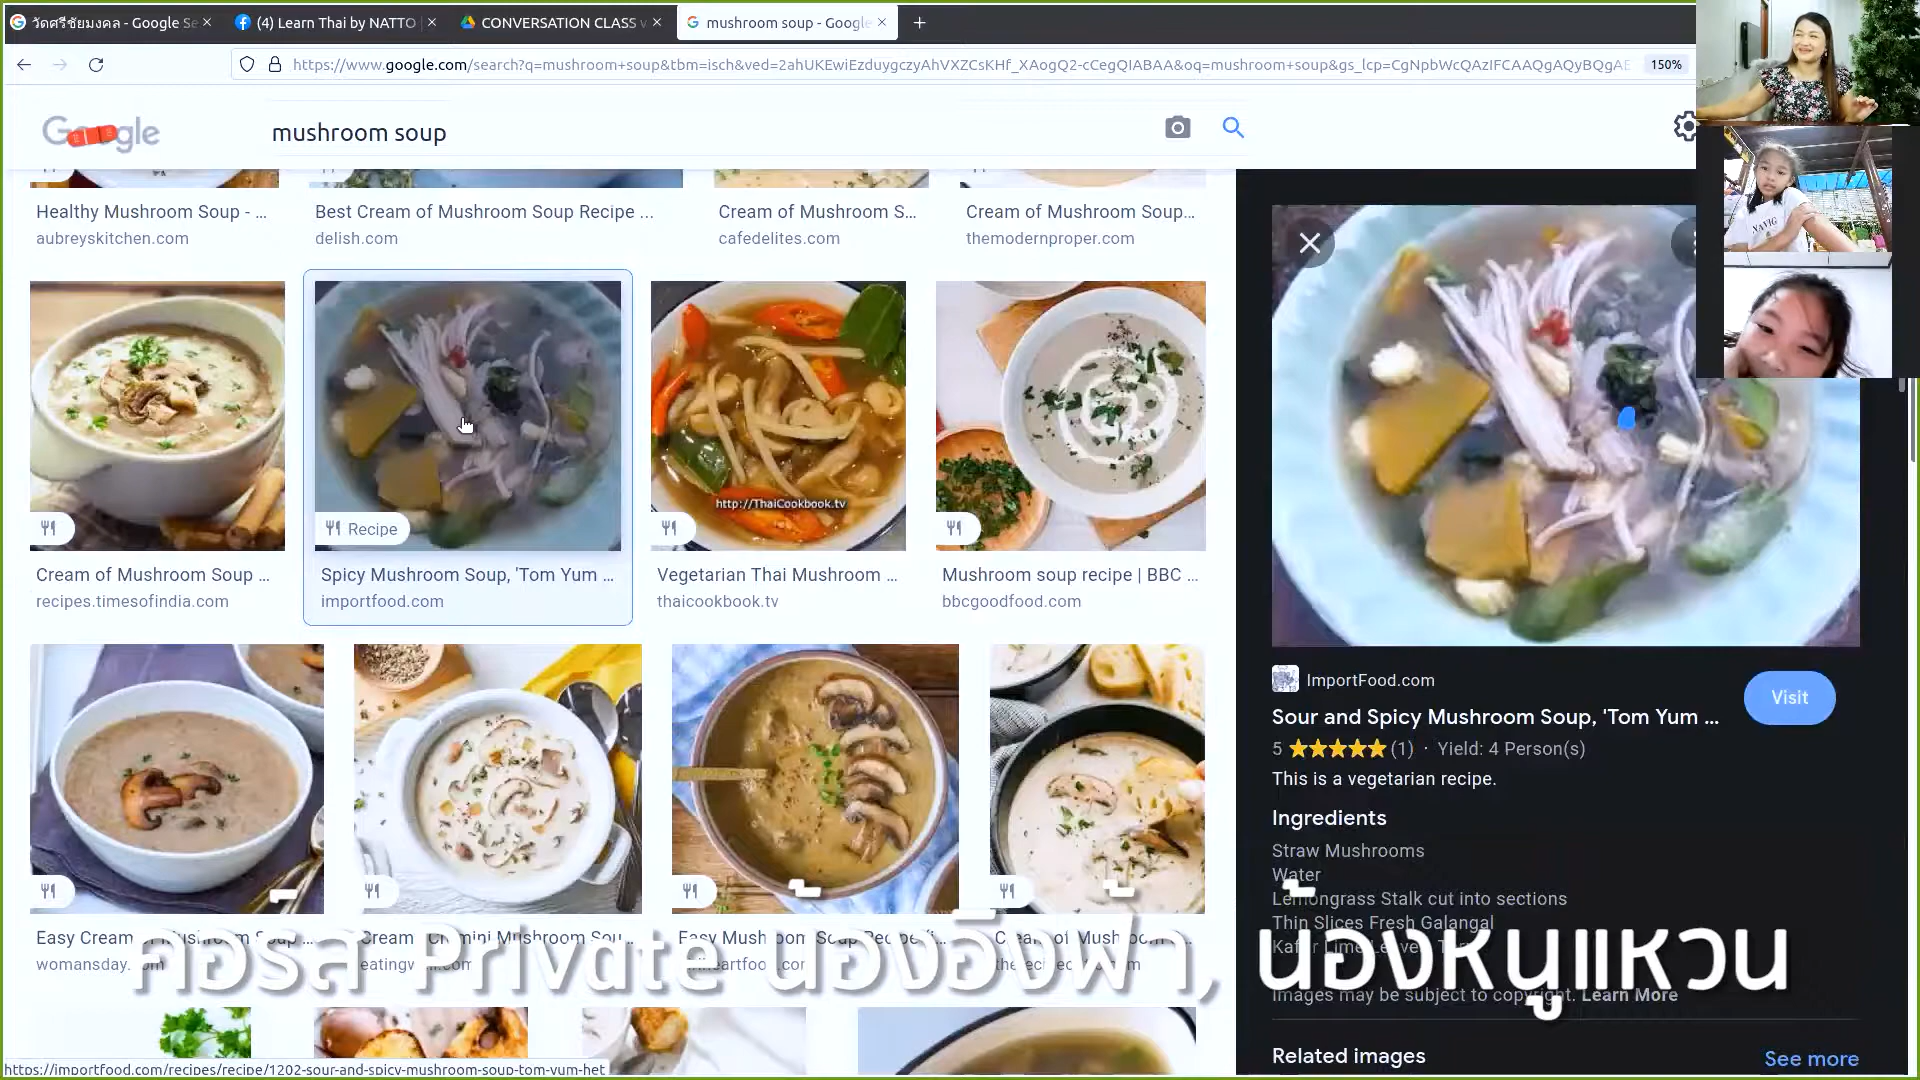 วัดศรีชัยมงคล - Google Se
(4) Learn Thai by NATTO
CONVERSATION CLASS v
mushroom soup - Google
https://www.google.com/search?q=mushroom+soup&tbm=isch&ved=2ahUKEwiEzduygczyAhVXZCsKHf_XAogQ2-cCegQIABAA&oq=mushroom+soup&gs_lcp=CgNpbWcQAzIFCAAQgAQyBQgAE
150%
Google
mushroom soup
Healthy Mushroom Soup - ...
Best Cream of Mushroom Soup Recipe ...
Cream of Mushroom S...
Cream of Mushroom Soup...
aubreyskitchen.com
delish.com
cafedelites.com
themodernproper.com
http://ThaiCookbook.tv
Recipe
Cream of Mushroom Soup ...
Spicy Mushroom Soup, 'Tom Yum ...
Vegetarian Thai Mushroom ...
Mushroom soup recipe | BBC ...
recipes.timesofindia.com
importfood.com
thaicookbook.tv
bbcgoodfood.com
ImportFood.com
Visit
Sour and Spicy Mushroom Soup, 'Tom Yum ...
5 ★★★★★ (1) · Yield: 4 Person(s)
This is a vegetarian recipe.
Ingredients
Straw Mushrooms
Water
Lemongrass Stalk cut into sections
Thin Slices Fresh Galangal
คอร์ส Private น้องอิงฟ้า, น้องหนูแหวน
Images may be subject to copyright. Learn More
Related images
See more
https://importfood.com/recipes/recipe/1202-sour-and-spicy-mushroom-soup-tom-yum-het